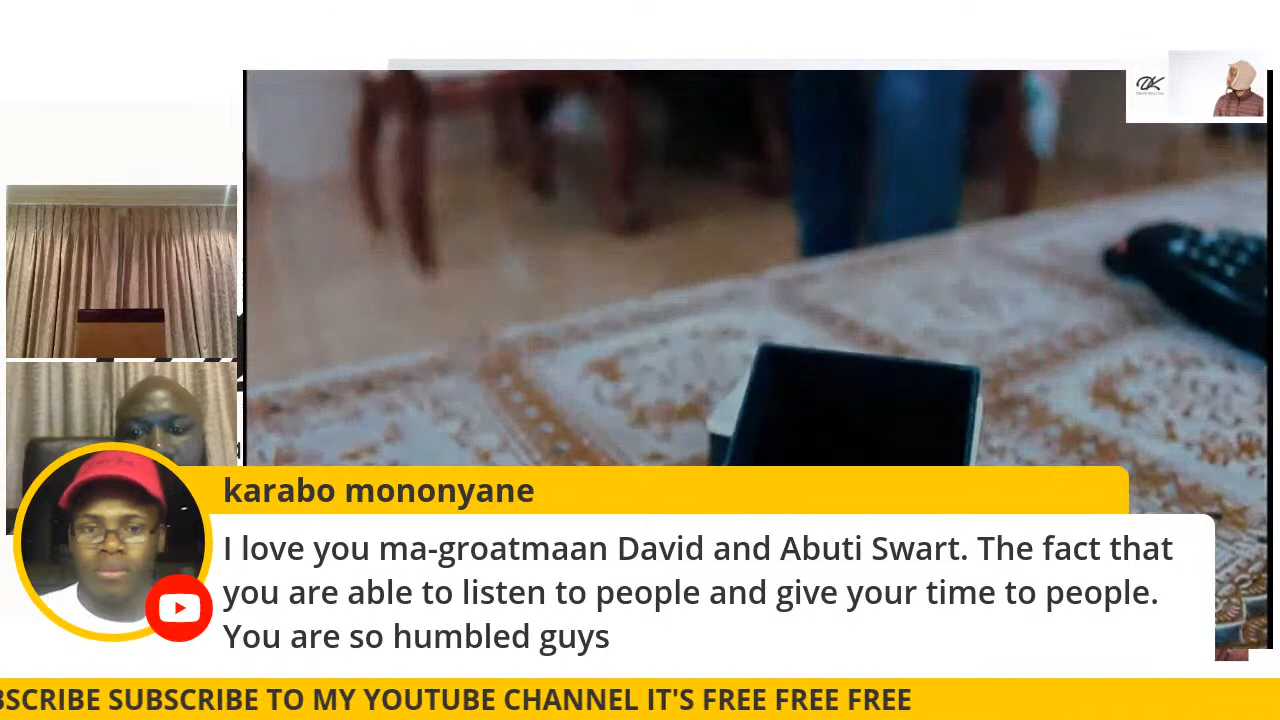 karabo mononyane
I love you ma-groatmaan David and Abuti Swart. The fact that
you are able to listen to people and give your time to people.
You are so humbled guys
SUBSCRIBE TO MY YOUTUBE CHANNEL IT'S FREE FREE FREE